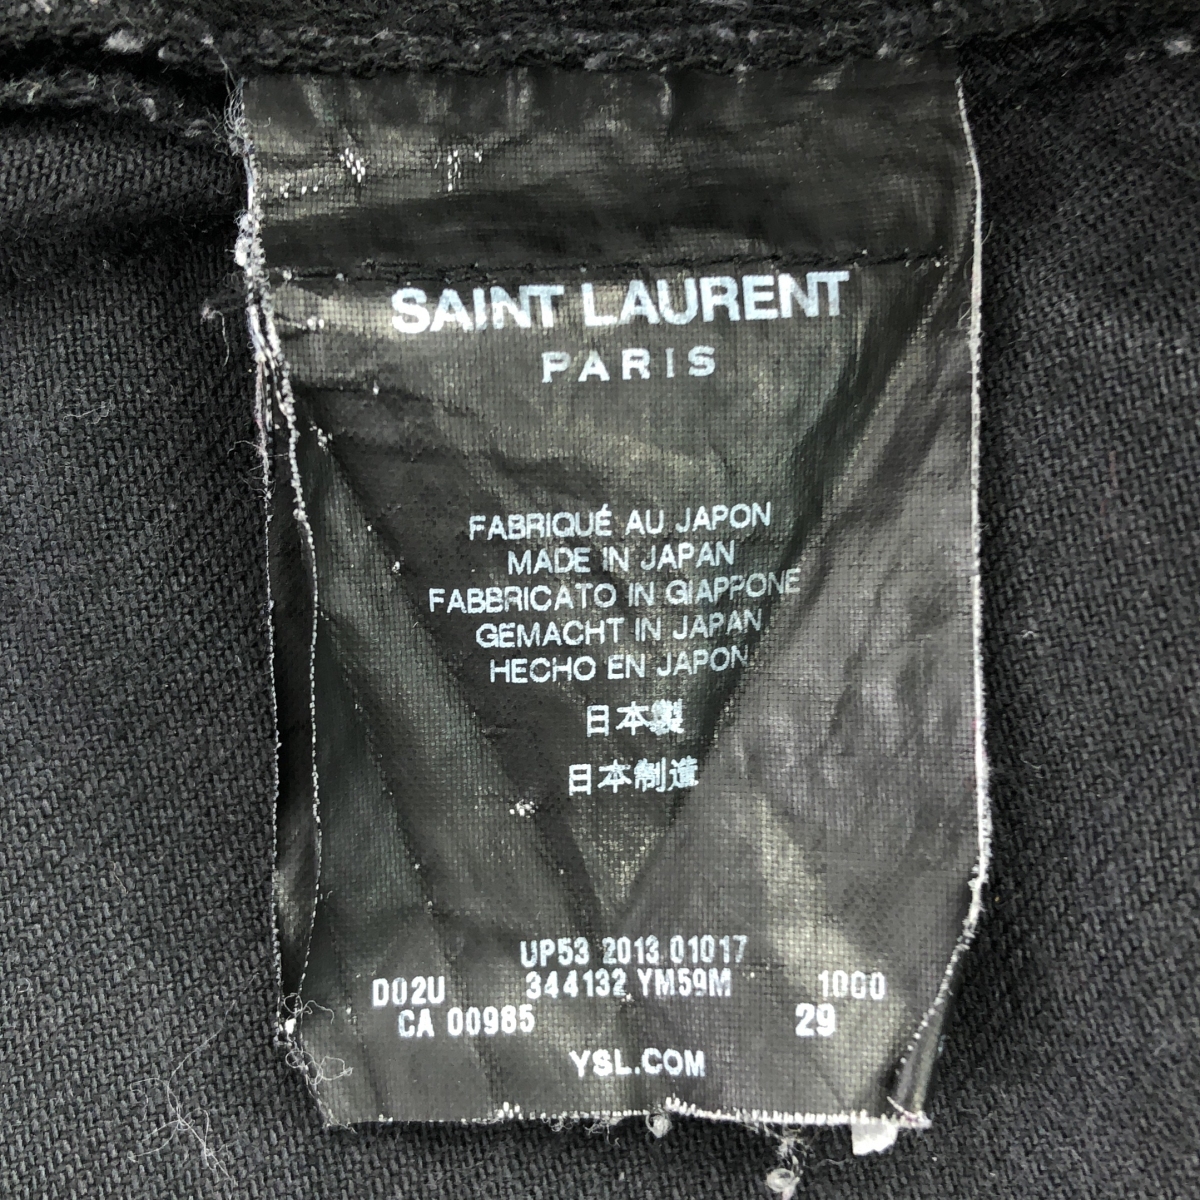 SAINT LAURENT
PARIS
FABRIQUÉ AU JAPON
MADE IN JAPAN
FABBRICATO IN GIAPPONE
GEMACHT IN JAPAN
HECHO EN JAPON
日本製
日本制造
UP53 2013 01017
D02U 344132 YM59M 1000
CA 00985 29
YSL.COM